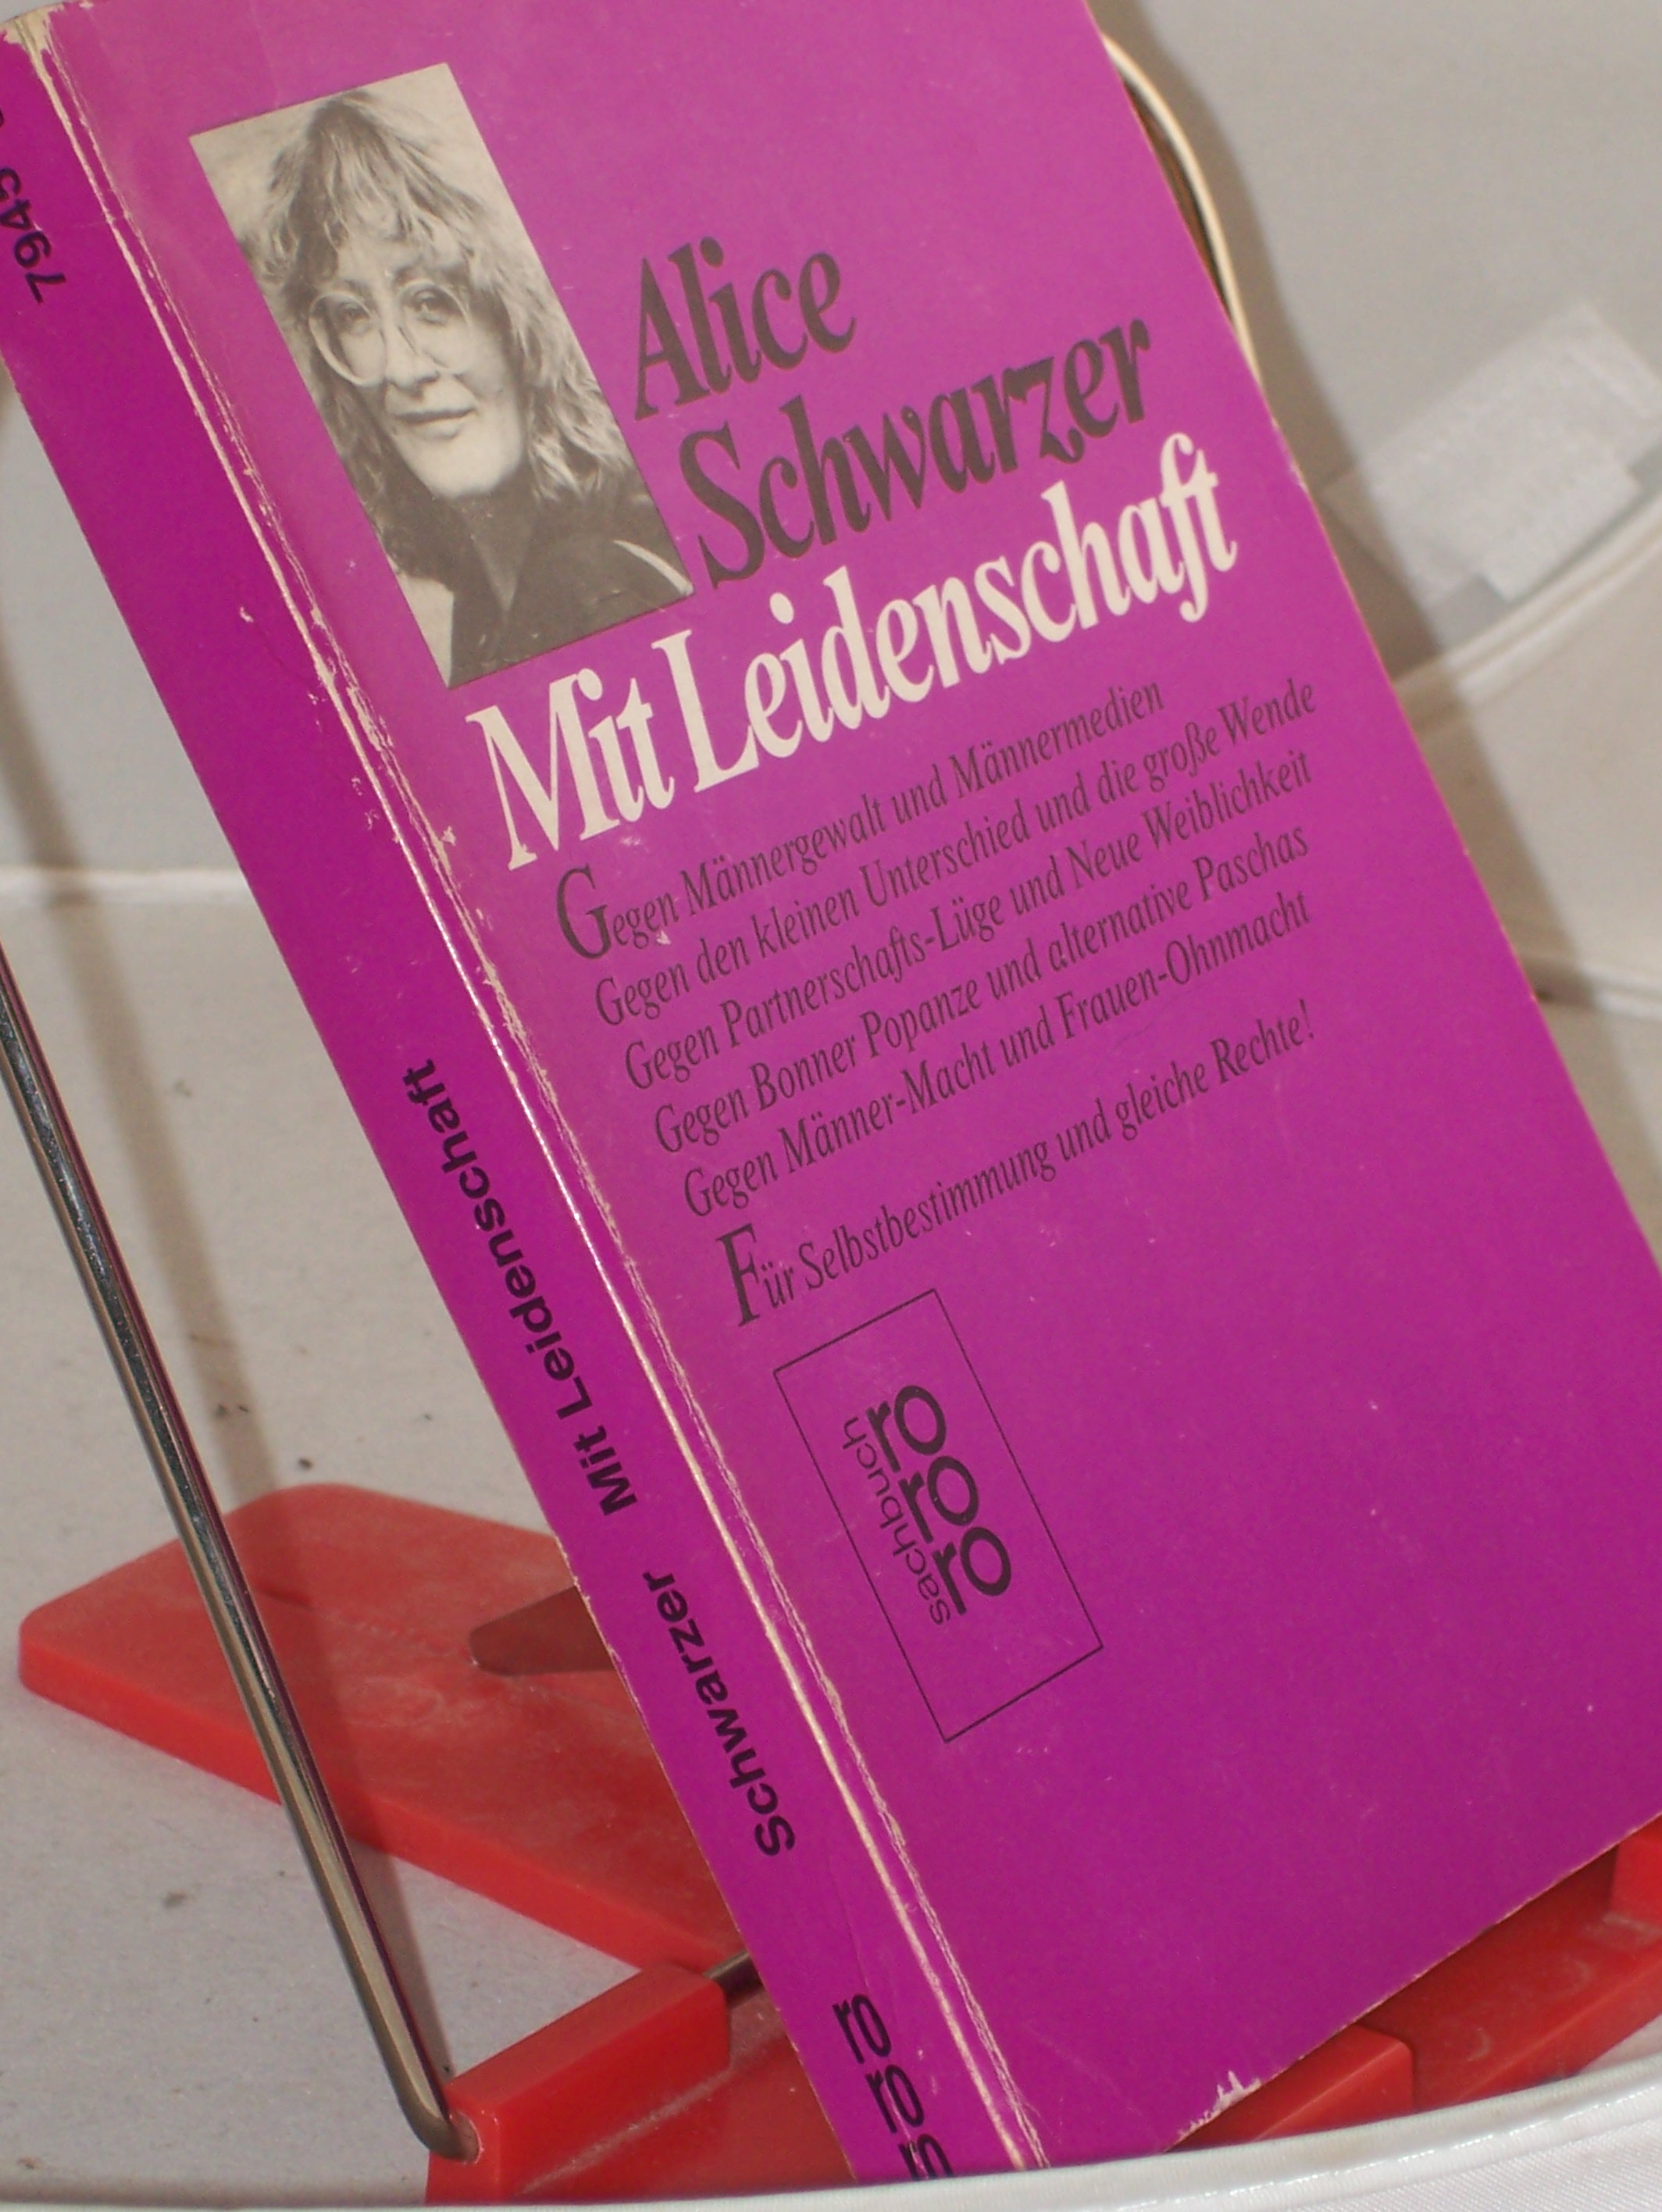 Alice
Schwarzer
Mit Leidenschaft
Gegen Männergewalt und Männermedien
Gegen den kleinen Unterschied und die große Wende
Gegen Partnerschafts-Lüge und Neue Weiblichkeit
Gegen Bonner Popanze und alternative Paschas
Gegen Männer-Macht und Frauen-Ohnmacht
Für Selbstbestimmung und gleiche Rechte!
rororo
sachbuch
rororo
Schwarzer Mit Leidenschaft
7945